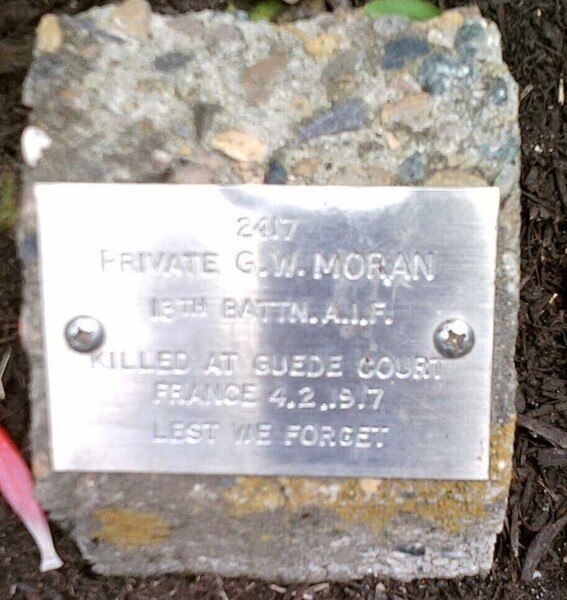 2417
PRIVATE G.W. MORAN
13TH BATTN. A.I.F.
KILLED AT GUEDE COURT
FRANCE 4.2.1917
LEST WE FORGET